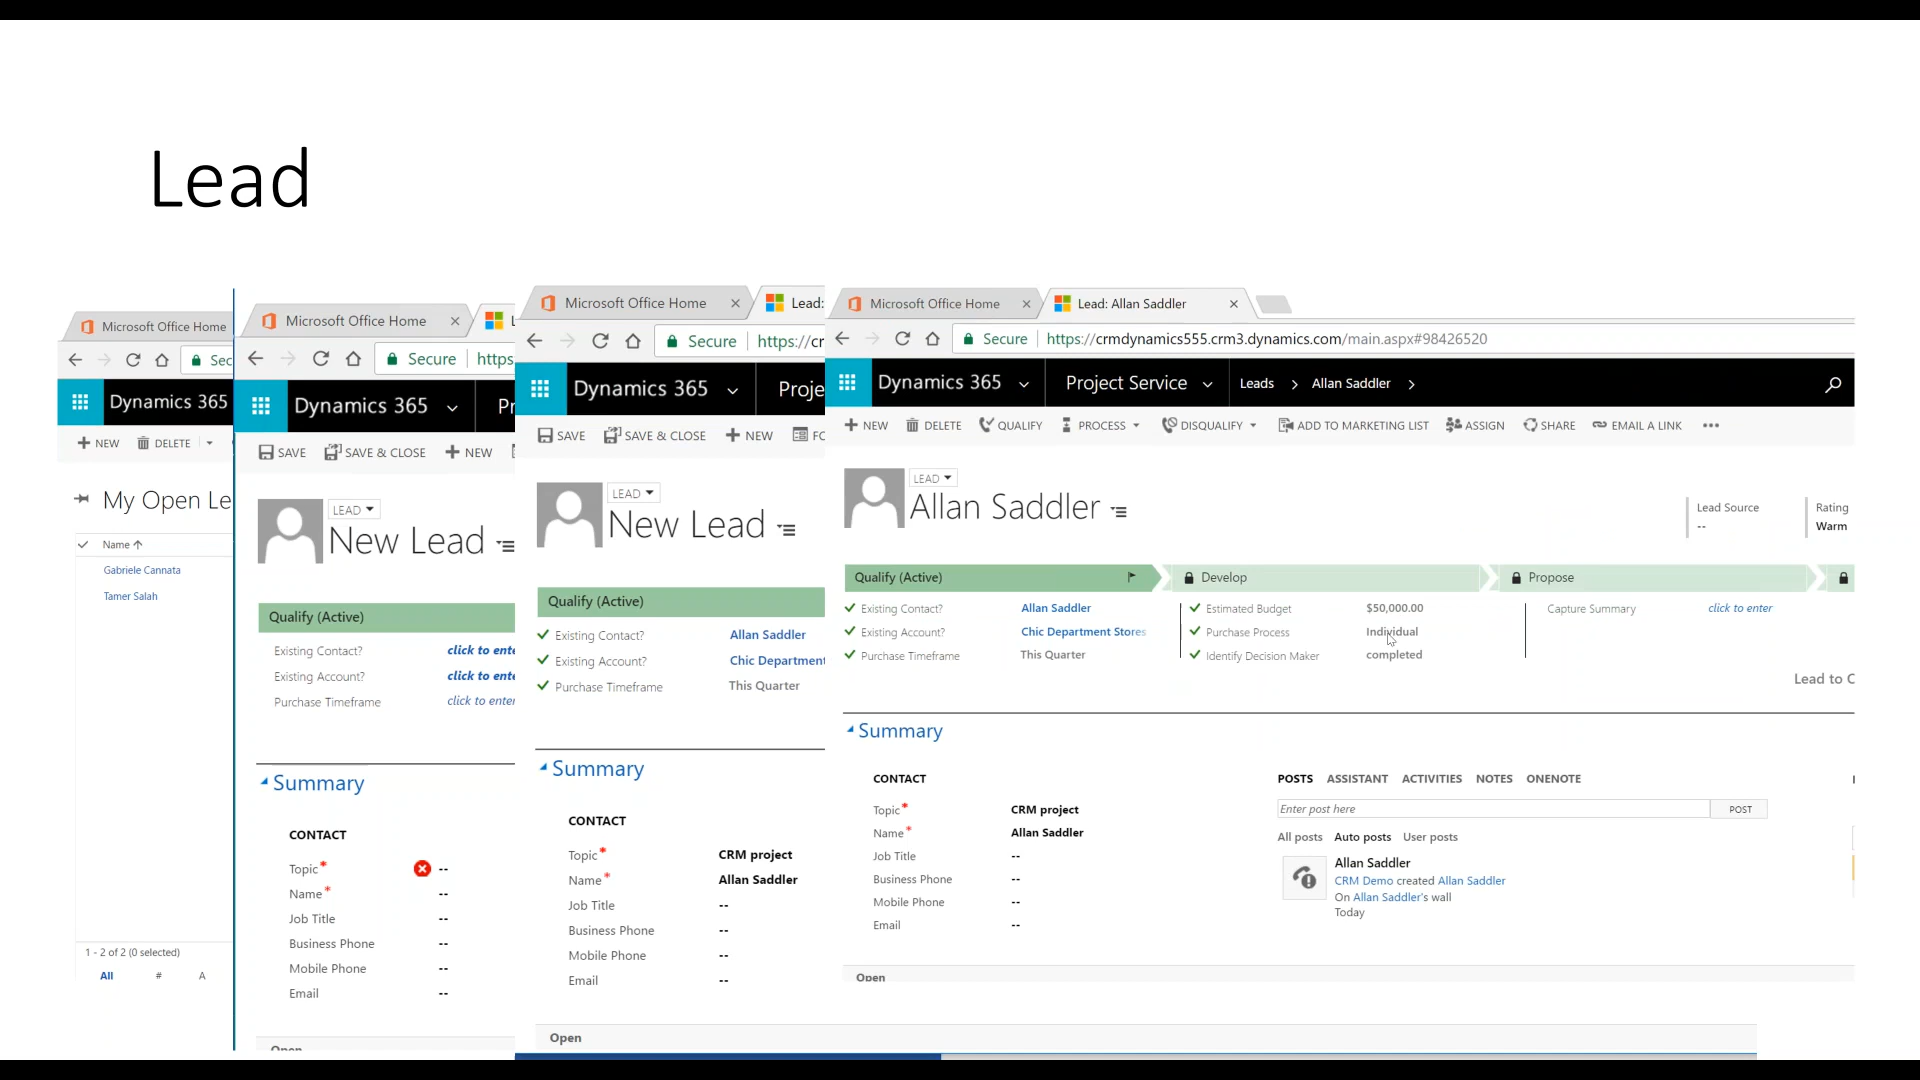 Lead
Microsoft Office Home
Sec
Dynamics 365
NEW DELETE
My Open Le
Name
Gabriele Cannata
Tamer Salah
1 - 2 of 2 (0 selected)
All # A
Microsoft Office Home
Secure https
Dynamics 365
SAVE SAVE & CLOSE NEW
LEAD
New Lead
Qualify (Active)
Existing Contact? click to ente
Existing Account? click to ente
Purchase Timeframe click to enter
Summary
CONTACT
Topic* --
Name* --
Job Title --
Business Phone --
Mobile Phone --
Email --
Open
Microsoft Office Home Lead:
Secure https://cr
Dynamics 365 Proje
SAVE SAVE & CLOSE NEW FO
LEAD
New Lead
Qualify (Active)
Existing Contact? Allan Saddler
Existing Account? Chic Department
Purchase Timeframe This Quarter
Summary
CONTACT
Topic* CRM project
Name* Allan Saddler
Job Title --
Business Phone --
Mobile Phone --
Email --
Open
Microsoft Office Home Lead: Allan Saddler
Secure https://crmdynamics555.crm3.dynamics.com/main.aspx#98426520
Dynamics 365 Project Service Leads > Allan Saddler >
NEW DELETE QUALIFY PROCESS DISQUALIFY ADD TO MARKETING LIST ASSIGN SHARE EMAIL A LINK •••
LEAD
Allan Saddler
Lead Source Rating
-- Warm
Qualify (Active) Develop Propose
Existing Contact? Allan Saddler Estimated Budget $50,000.00 Capture Summary click to enter
Existing Account? Chic Department Stores Purchase Process Individual
Purchase Timeframe This Quarter Identify Decision Maker completed
Lead to C
Summary
CONTACT
Topic* CRM project
Name* Allan Saddler
Job Title --
Business Phone --
Mobile Phone --
Email --
Open
POSTS ASSISTANT ACTIVITIES NOTES ONENOTE
Enter post here POST
All posts Auto posts User posts
Allan Saddler
CRM Demo created Allan Saddler
On Allan Saddler's wall
Today